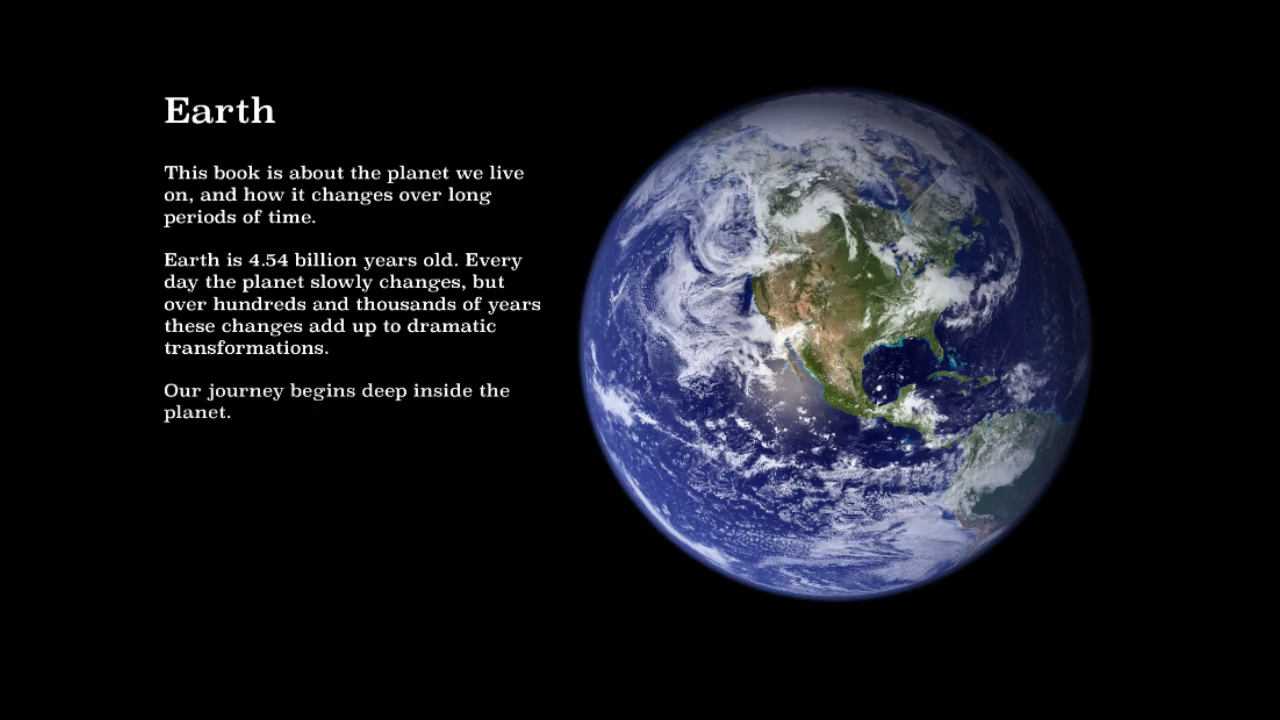 Earth
This book is about the planet we live
on, and how it changes over long
periods of time.
Earth is 4.54 billion years old. Every
day the planet slowly changes, but
over hundreds and thousands of years
these changes add up to dramatic
transformations.
Our journey begins deep inside the
planet.